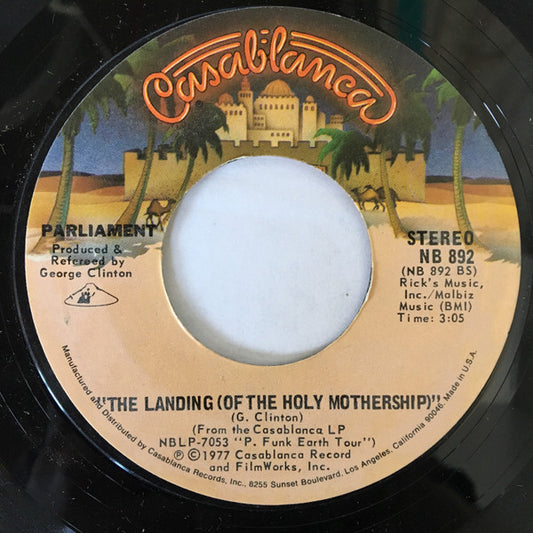 Casablanca
PARLIAMENT
Produced &
Refereed by
George Clinton
STEREO
NB 892
(NB 892 BS)
Rick's Music,
Inc./Malbiz
Music (BMI)
Time: 3:05
"THE LANDING (OF THE HOLY MOTHERSHIP)"
(G. Clinton)
(From the Casablanca LP
NBLP-7053 "P. Funk Earth Tour")
Ⓟ©1977 Casablanca Record
and FilmWorks, Inc.
Manufactured and Distributed by Casablanca Records, Inc., 8255 Sunset Boulevard, Los Angeles, California 90046. Made in U.S.A.